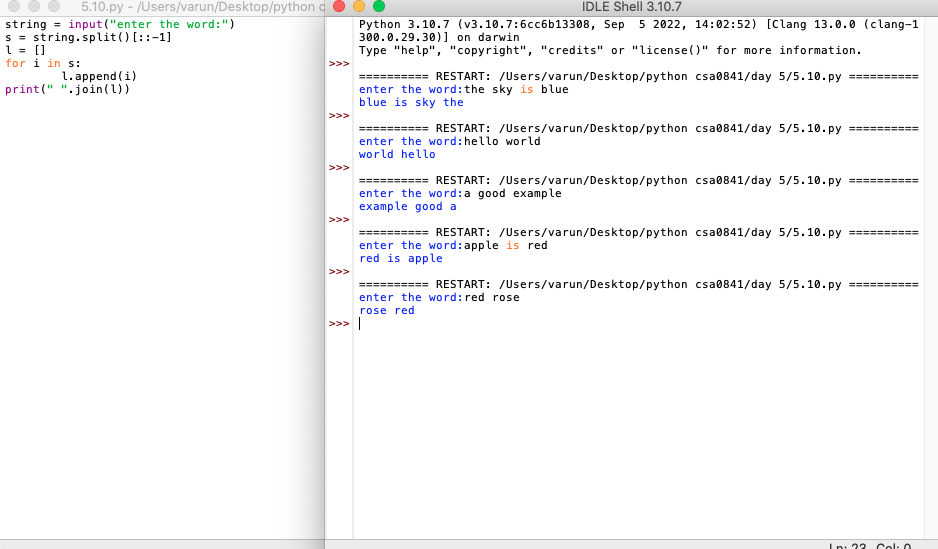 5.10.py - /Users/varun/Desktop/python c
string = input("enter the word:")
s = string.split()[::-1]
l = []
for i in s:
        l.append(i)
print(" ".join(l))
IDLE Shell 3.10.7
Python 3.10.7 (v3.10.7:6cc6b13308, Sep  5 2022, 14:02:52) [Clang 13.0.0 (clang-1
300.0.29.30)] on darwin
Type "help", "copyright", "credits" or "license()" for more information.
>>>
========== RESTART: /Users/varun/Desktop/python csa0841/day 5/5.10.py ==========
enter the word:the sky is blue
blue is sky the
>>>
========== RESTART: /Users/varun/Desktop/python csa0841/day 5/5.10.py ==========
enter the word:hello world
world hello
>>>
========== RESTART: /Users/varun/Desktop/python csa0841/day 5/5.10.py ==========
enter the word:a good example
example good a
>>>
========== RESTART: /Users/varun/Desktop/python csa0841/day 5/5.10.py ==========
enter the word:apple is red
red is apple
>>>
========== RESTART: /Users/varun/Desktop/python csa0841/day 5/5.10.py ==========
enter the word:red rose
rose red
>>>
Ln: 23 Col: 0